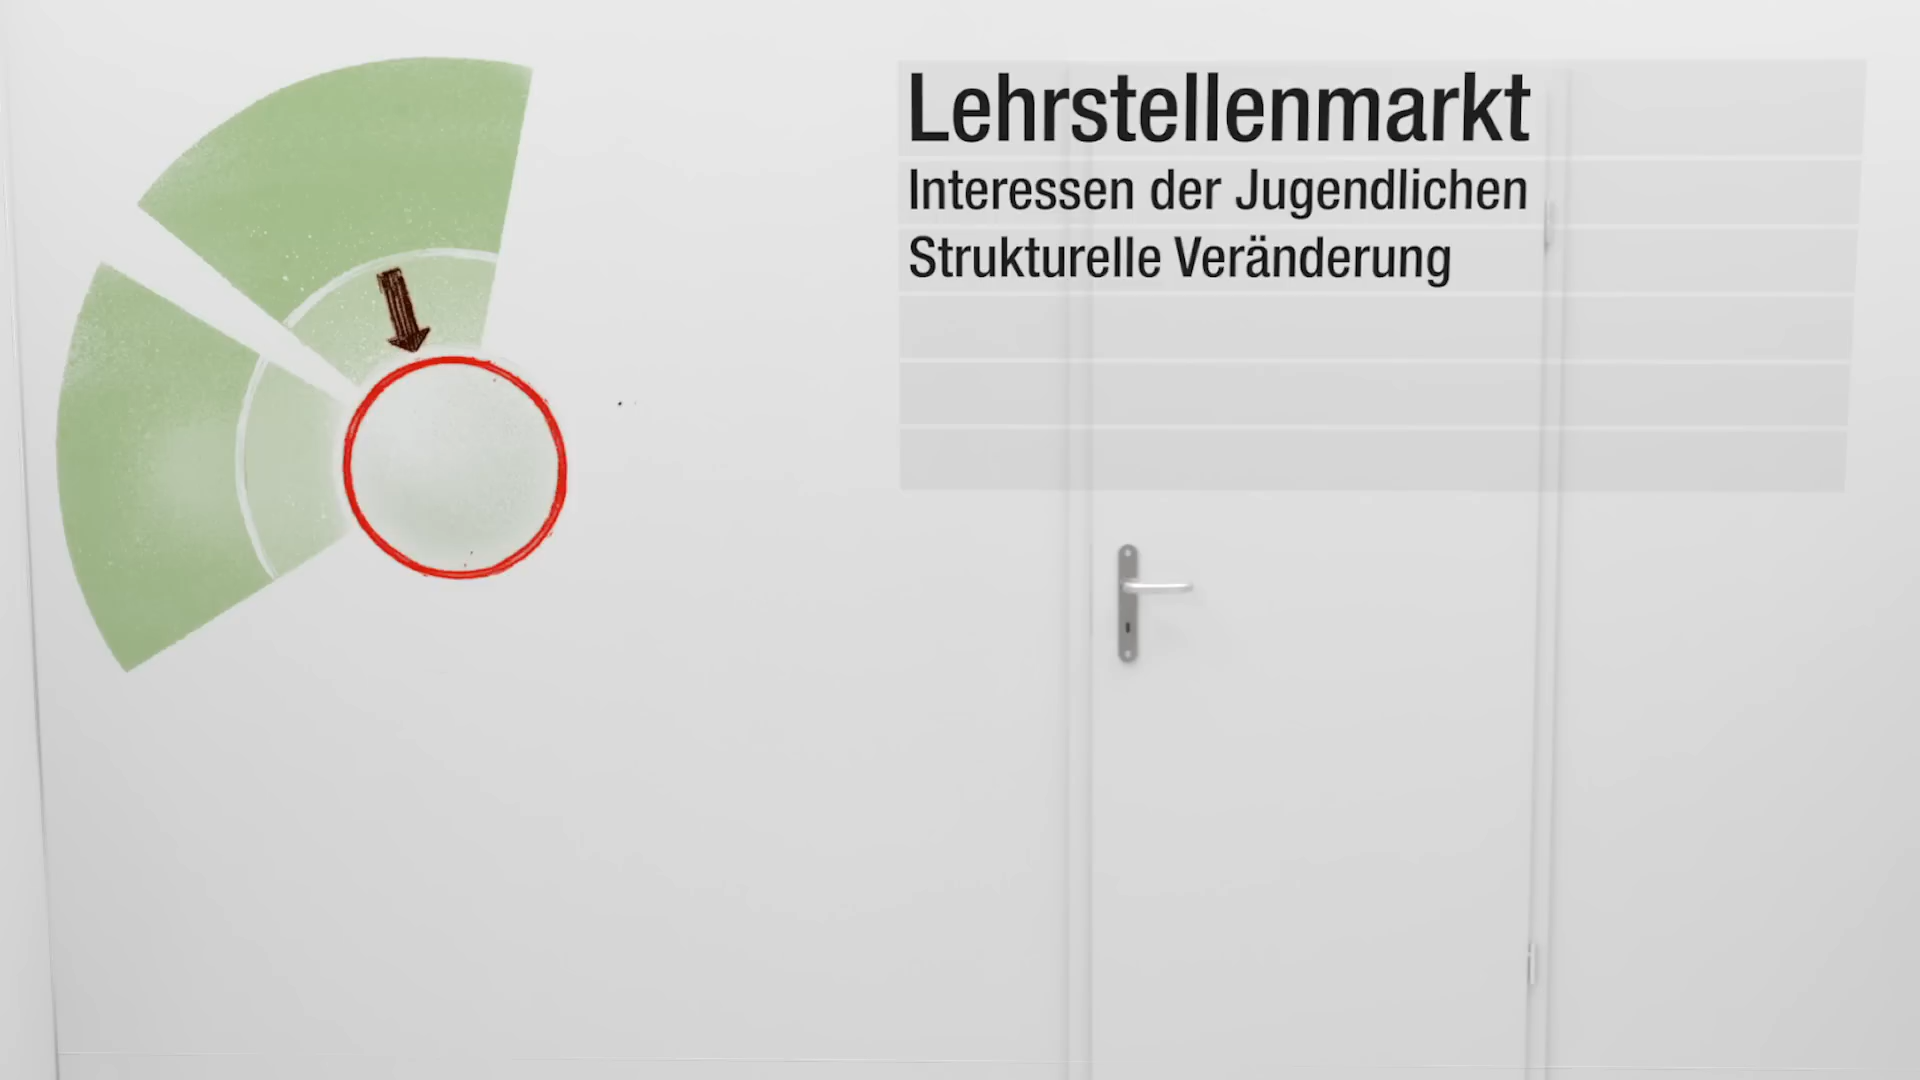 Lehrstellenmarkt
Interessen der Jugendlichen
Strukturelle Veränderung